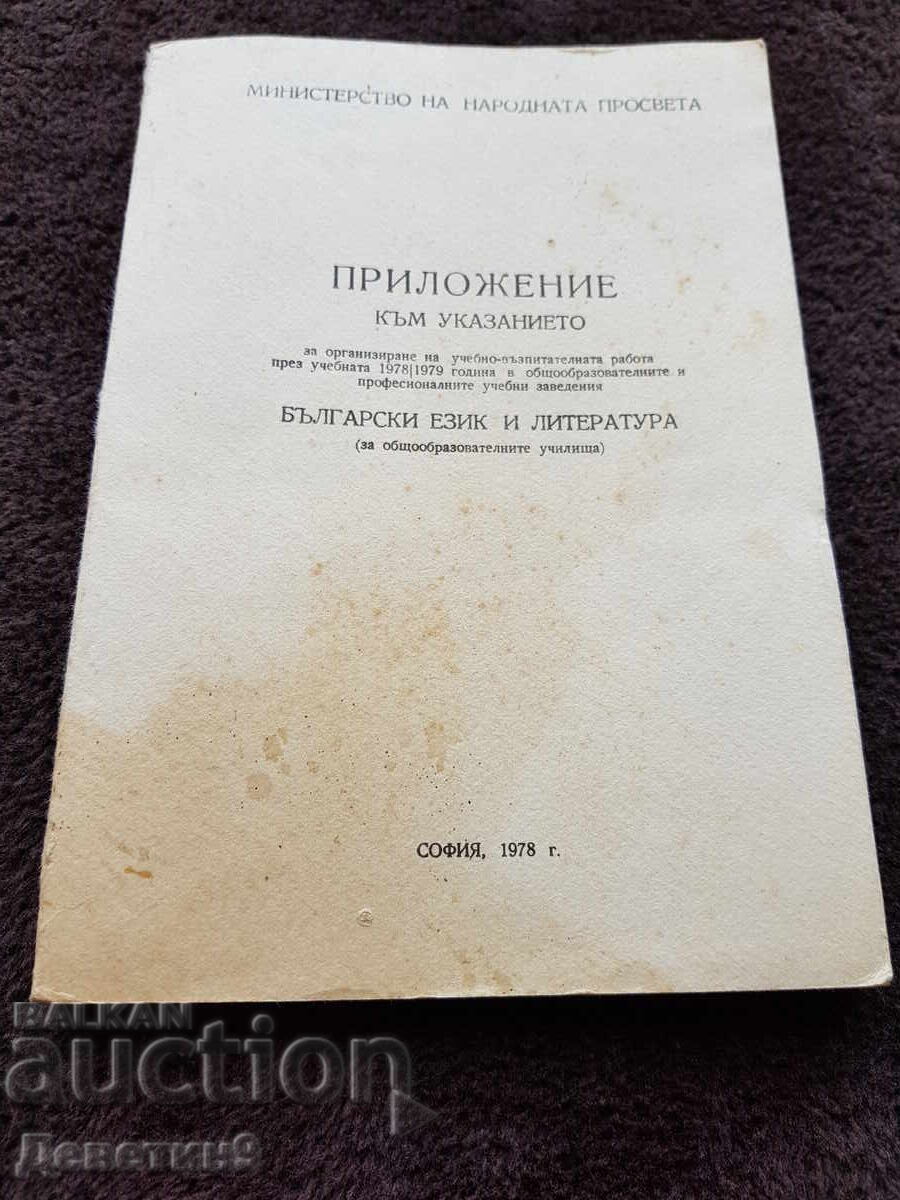 МИНИСТЕРСТВО НА НАРОДНАТА ПРОСВЕТА
ПРИЛОЖЕНИЕ
КЪМ УКАЗАНИЕТО
за организиране на учебно-възпитателната работа
през учебната 1978|1979 година в общообразователните и
професионалните учебни заведения
БЪЛГАРСКИ ЕЗИК И ЛИТЕРАТУРА
(за общообразователните училища)
СОФИЯ, 1978 г.
BALKAN
auction
Деветин9